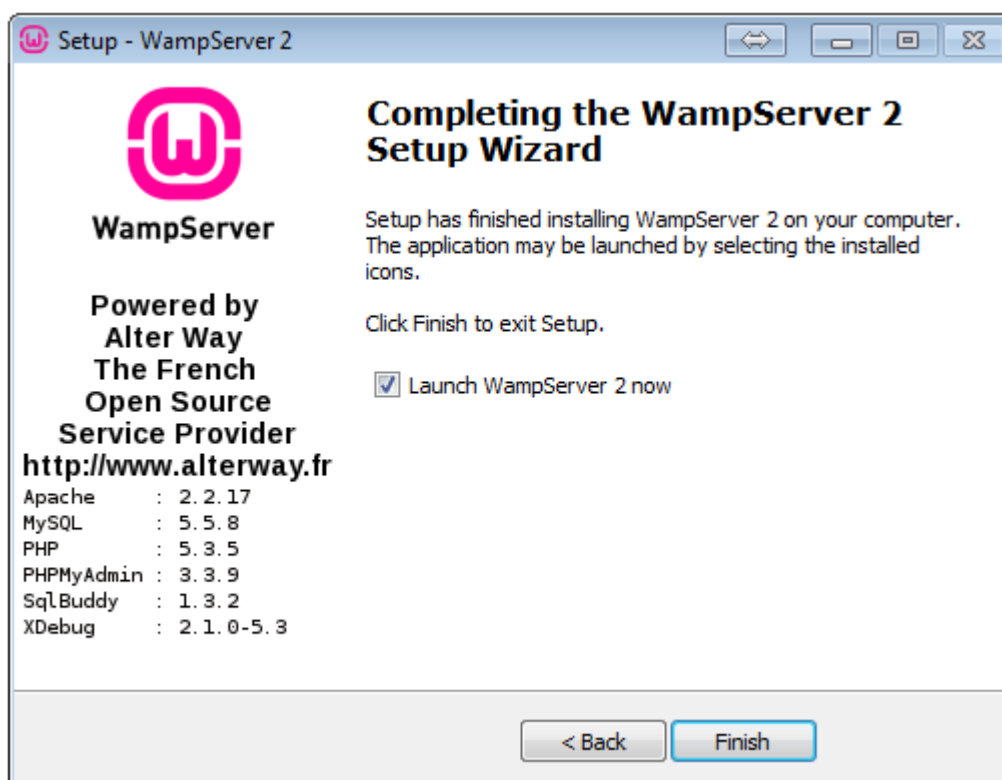 Setup - WampServer 2
WampServer
Powered by
Alter Way
The French
Open Source
Service Provider
http://www.alterway.fr
Apache : 2.2.17
MySQL : 5.5.8
PHP : 5.3.5
PHPMyAdmin : 3.3.9
SqlBuddy : 1.3.2
XDebug : 2.1.0-5.3
Completing the WampServer 2
Setup Wizard
Setup has finished installing WampServer 2 on your computer.
The application may be launched by selecting the installed
icons.
Click Finish to exit Setup.
Launch WampServer 2 now
< Back
Finish